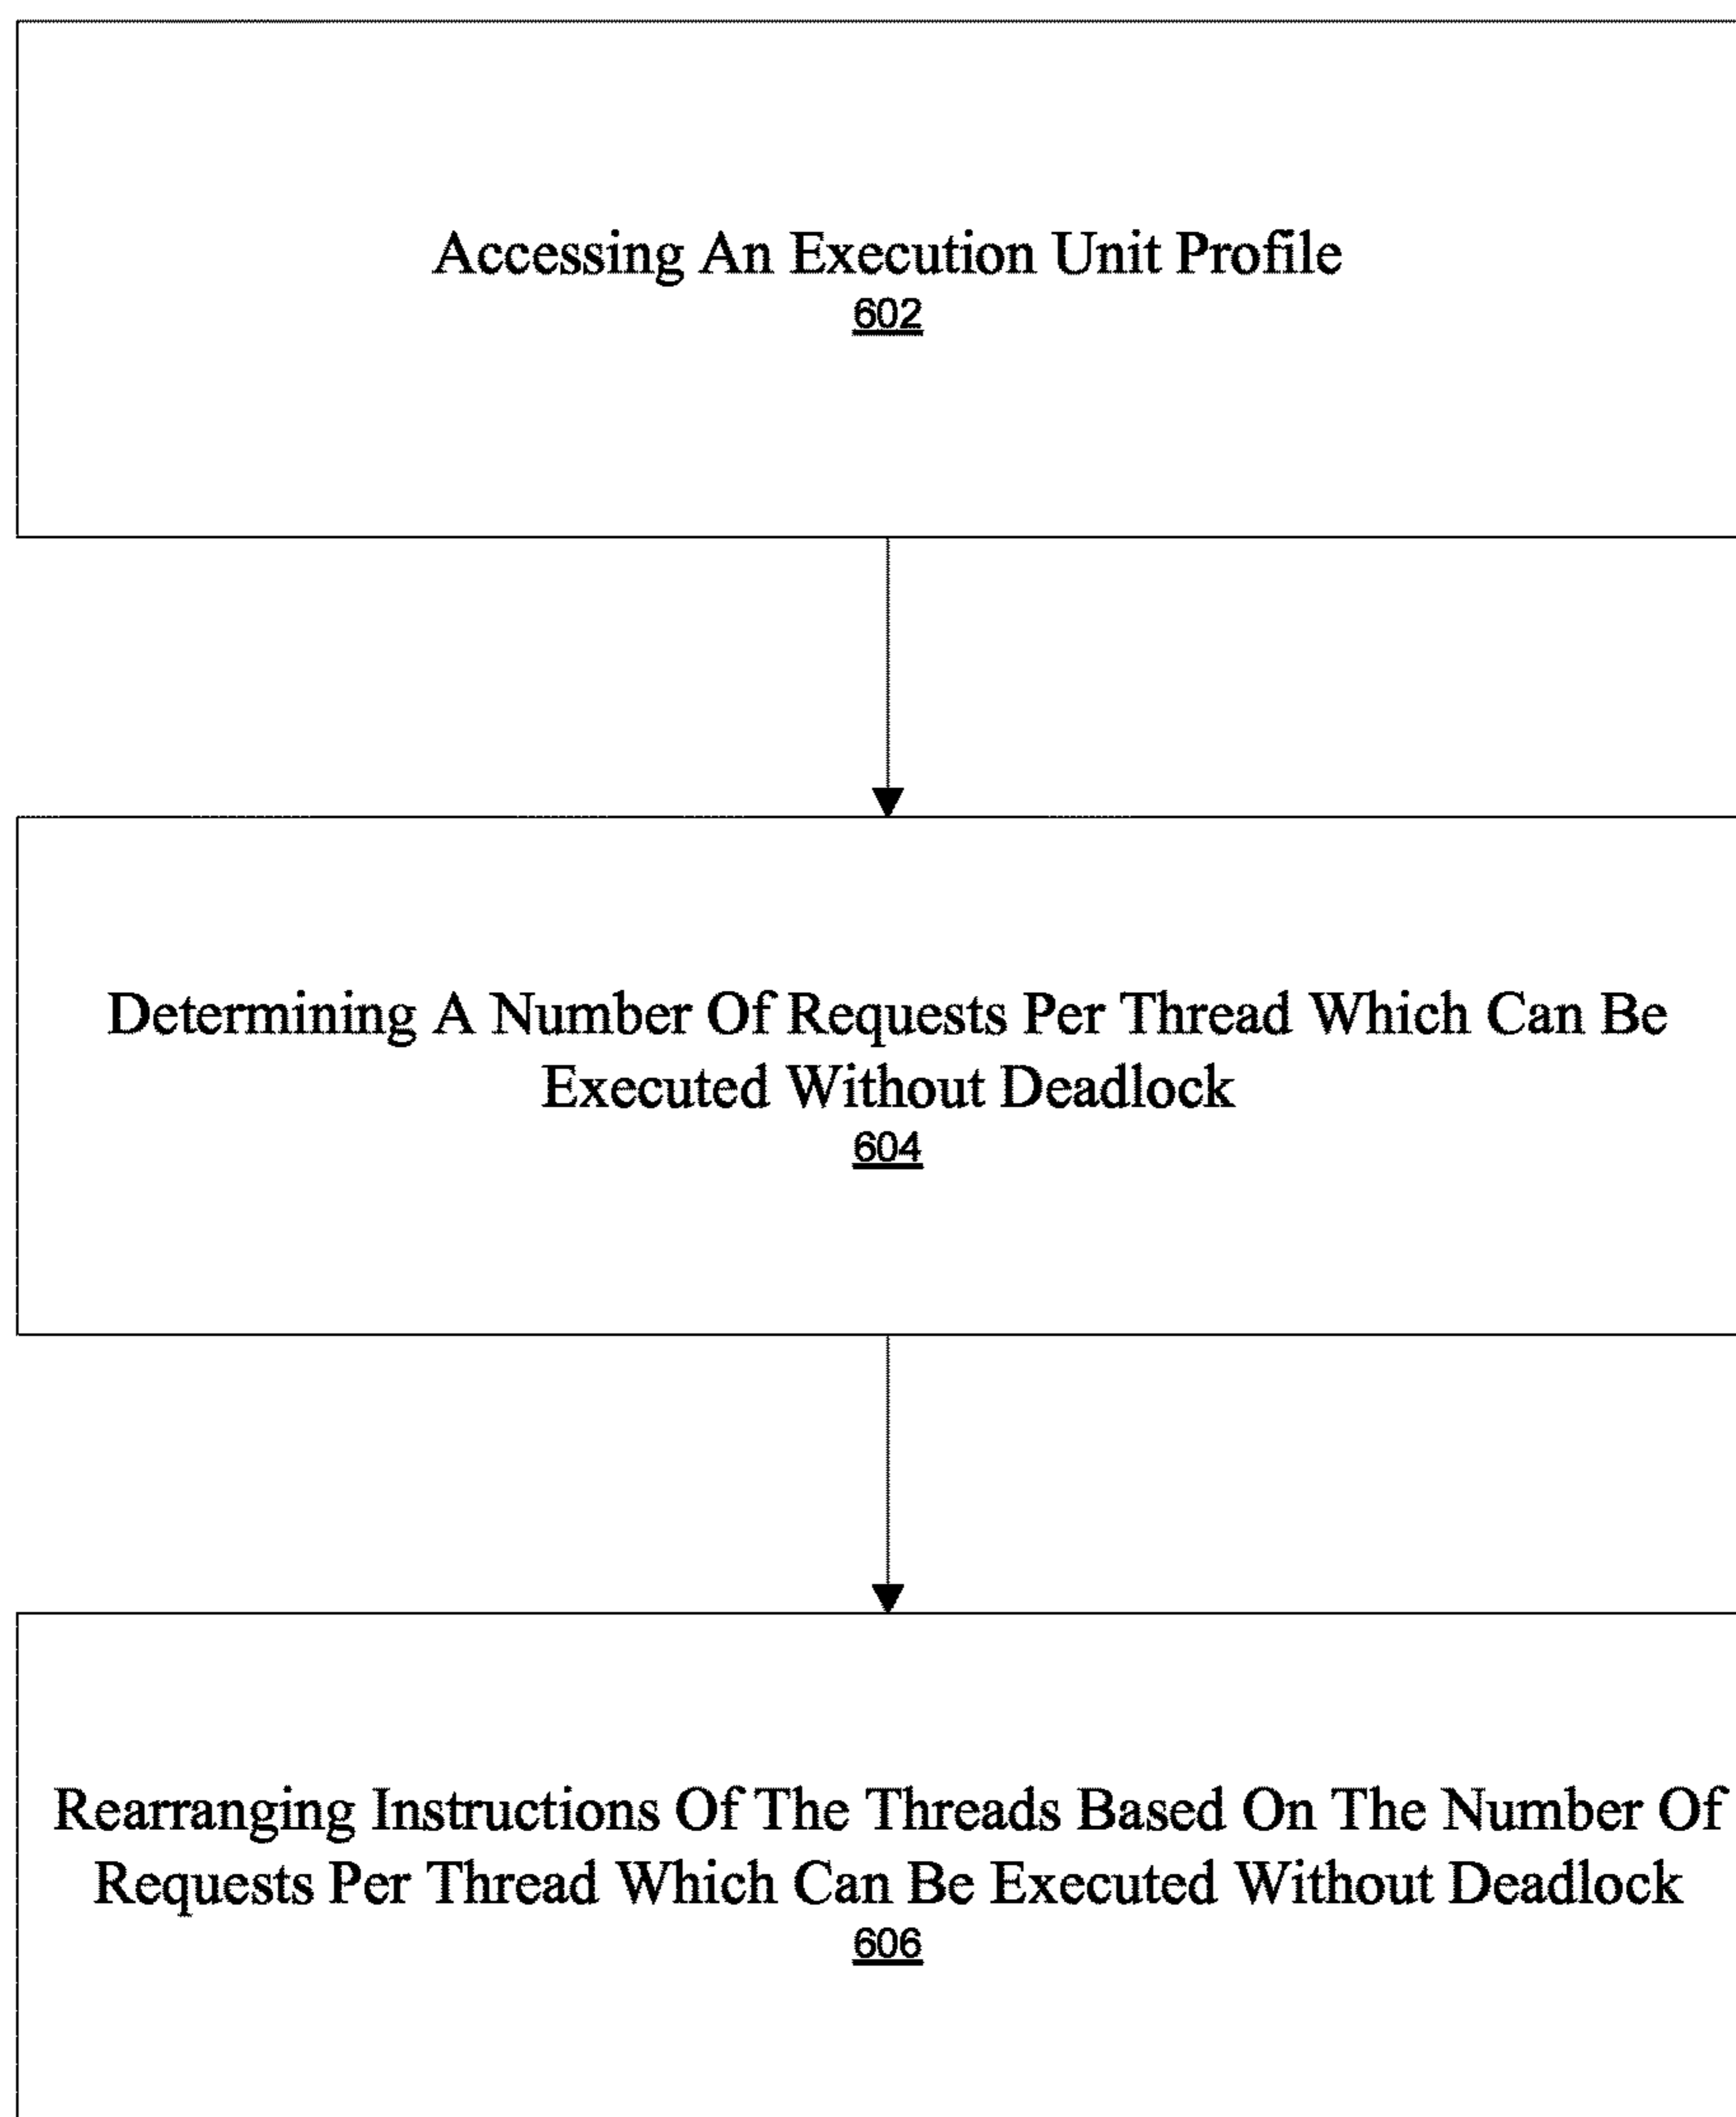 Accessing An Execution Unit Profile
602
Determining A Number Of Requests Per Thread Which Can Be
Executed Without Deadlock
604
Rearranging Instructions Of The Threads Based On The Number Of
Requests Per Thread Which Can Be Executed Without Deadlock
606